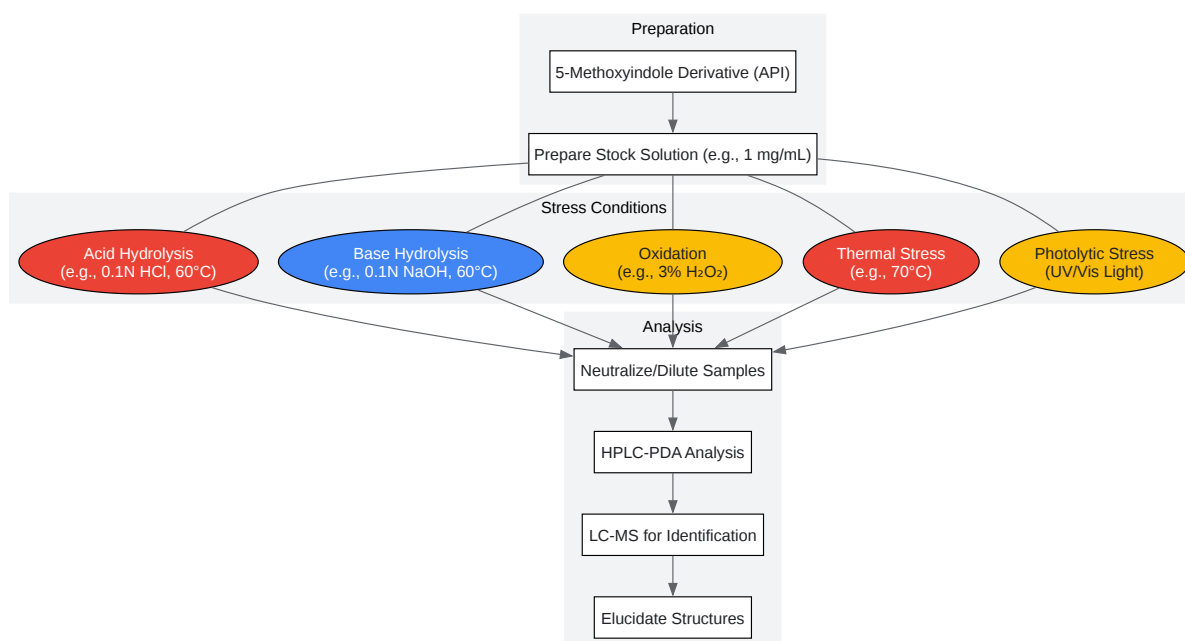 Preparation
5-Methoxyindole Derivative (API)
Prepare Stock Solution (e.g., 1 mg/mL)
Stress Conditions
Acid Hydrolysis
(e.g., 0.1N HCl, 60°C)
Base Hydrolysis
(e.g., 0.1N NaOH, 60°C)
Oxidation
(e.g., 3% H₂O₂)
Thermal Stress
(e.g., 70°C)
Photolytic Stress
(UV/Vis Light)
Analysis
Neutralize/Dilute Samples
HPLC-PDA Analysis
LC-MS for Identification
Elucidate Structures